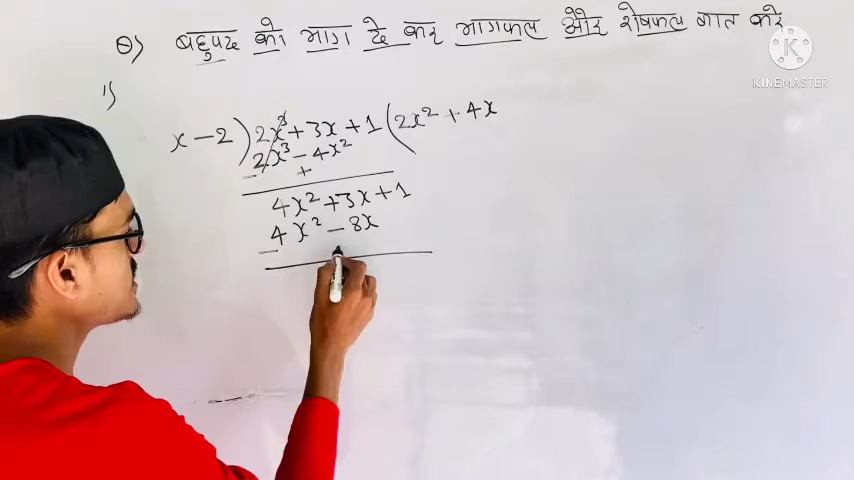 Q) बहुपद को भाग दे कर भागफल और शेषफल ज्ञात करे
KINEMASTER
1)
x - 2 ) 2x³ + 3x + 1 ( 2x² + 4x
2x³ - 4x²
- +
4x² + 3x + 1
4x² - 8x
-